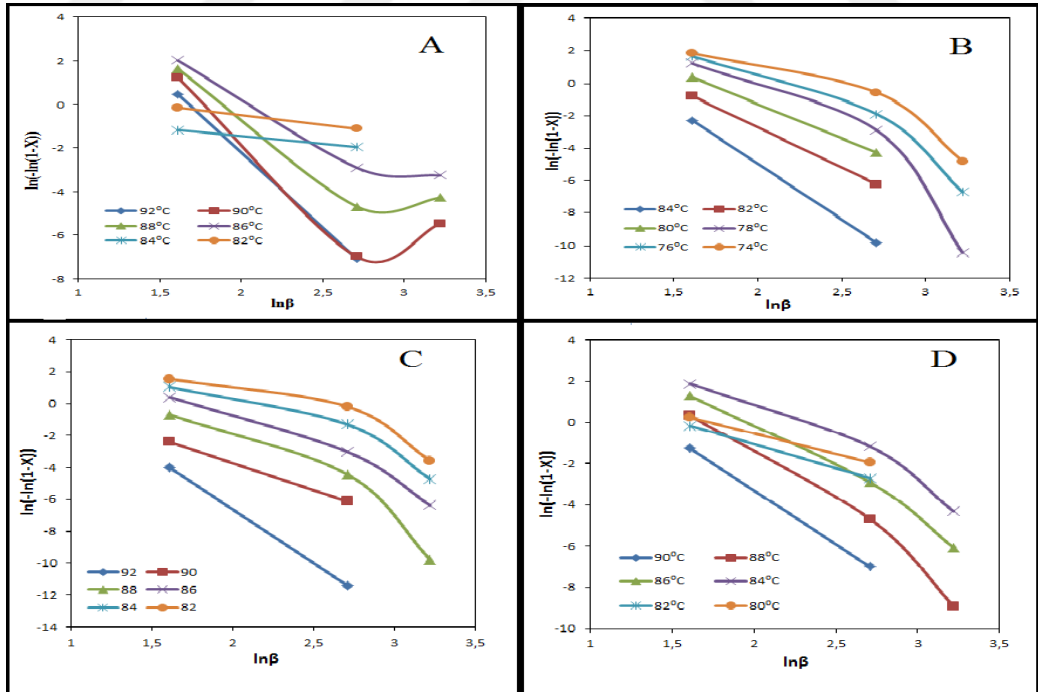 A
ln(-ln(1-X))
4
2
0
-2
-4
-6
-8
92°C 90°C
88°C 86°C
84°C 82°C
1 1,5 2 2,5 3 3,5
lnβ
B
ln[-ln[1-X]]
4
2
0
-2
-4
-6
-8
-10
-12
84°C 82°C
80°C 78°C
76°C 74°C
1 1,5 2 2,5 3 3,5
lnβ
C
ln[-ln[1-X]]
4
2
0
-2
-4
-6
-8
-10
-12
-14
92 90
88 86
84 82
1 1,5 2 2,5 3 3,5
lnβ
D
ln[-ln(1-X)]
4
2
0
-2
-4
-6
-8
-10
90°C 88°C
86°C 84°C
82°C 80°C
1 1,5 2 2,5 3 3,5
lnβ